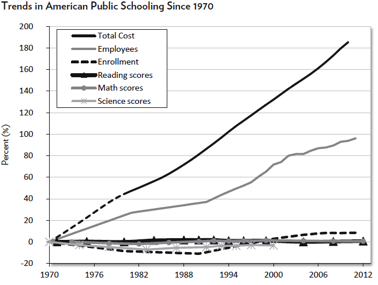 Trends in American Public Schooling Since 1970
200
180
160
140
120
100
80
60
40
20
0
-20
Percent (%)
Total Cost
Employees
Enrollment
Reading scores
Math scores
Science scores
1970 1976 1982 1988 1994 2000 2006 2012